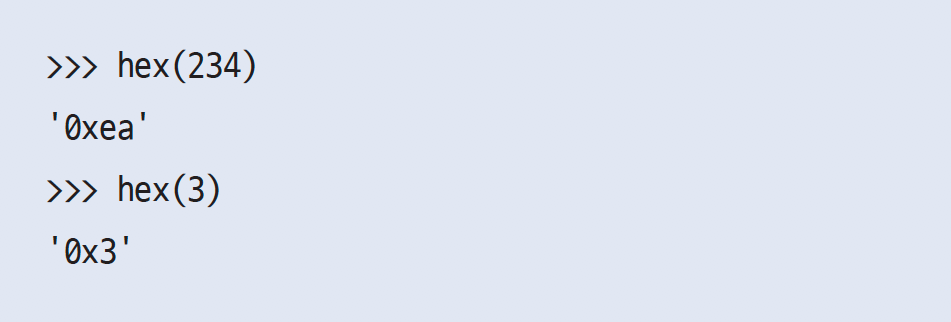 >>> hex(234)
'0xea'
>>> hex(3)
'0x3'